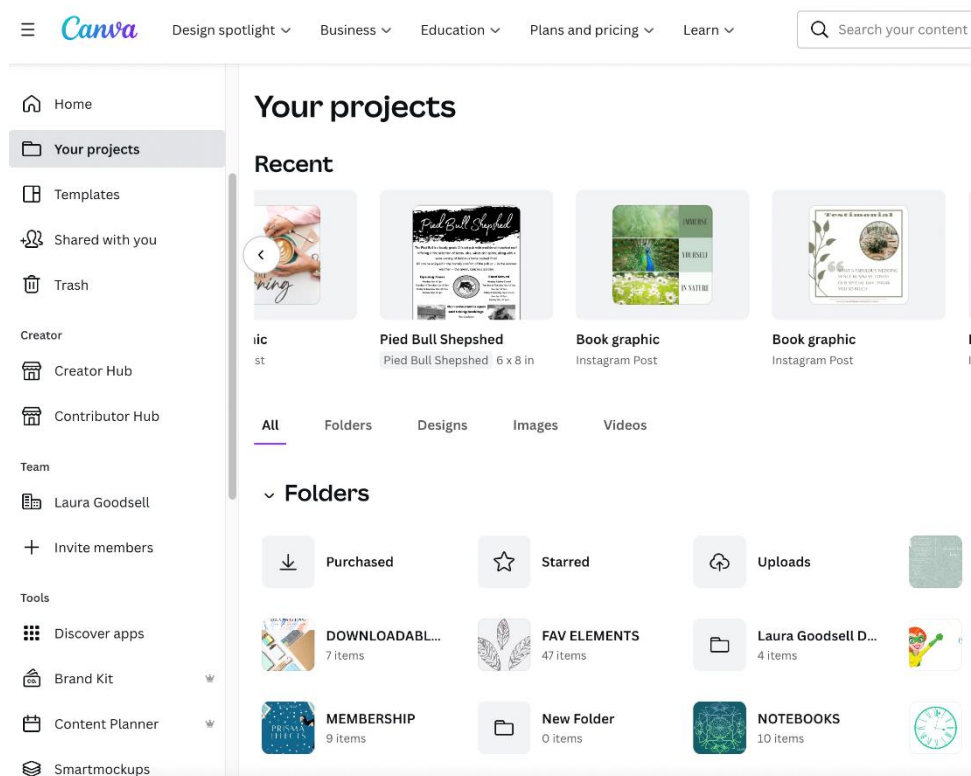 Canva
Design spotlight
Business
Education
Plans and pricing
Learn
Search your content
Home
Your projects
Templates
Shared with you
Trash
Creator
Creator Hub
Contributor Hub
Team
Laura Goodsell
Invite members
Tools
Discover apps
Brand Kit
Content Planner
Smartmockups
Your projects
Recent
ning
Pied Bull Shepshed
Testimonial
IMMERSE
YOURSELF
IN NATURE
ic
st
Pied Bull Shepshed
Pied Bull Shepshed 6 x 8 in
Book graphic
Instagram Post
Book graphic
Instagram Post
All
Folders
Designs
Images
Videos
Folders
Purchased
Starred
Uploads
DOWNLOADABL...
7 items
FAV ELEMENTS
47 items
Laura Goodsell D...
4 items
PRISMA
EFFECTS
MEMBERSHIP
9 items
New Folder
0 items
NOTEBOOKS
10 items